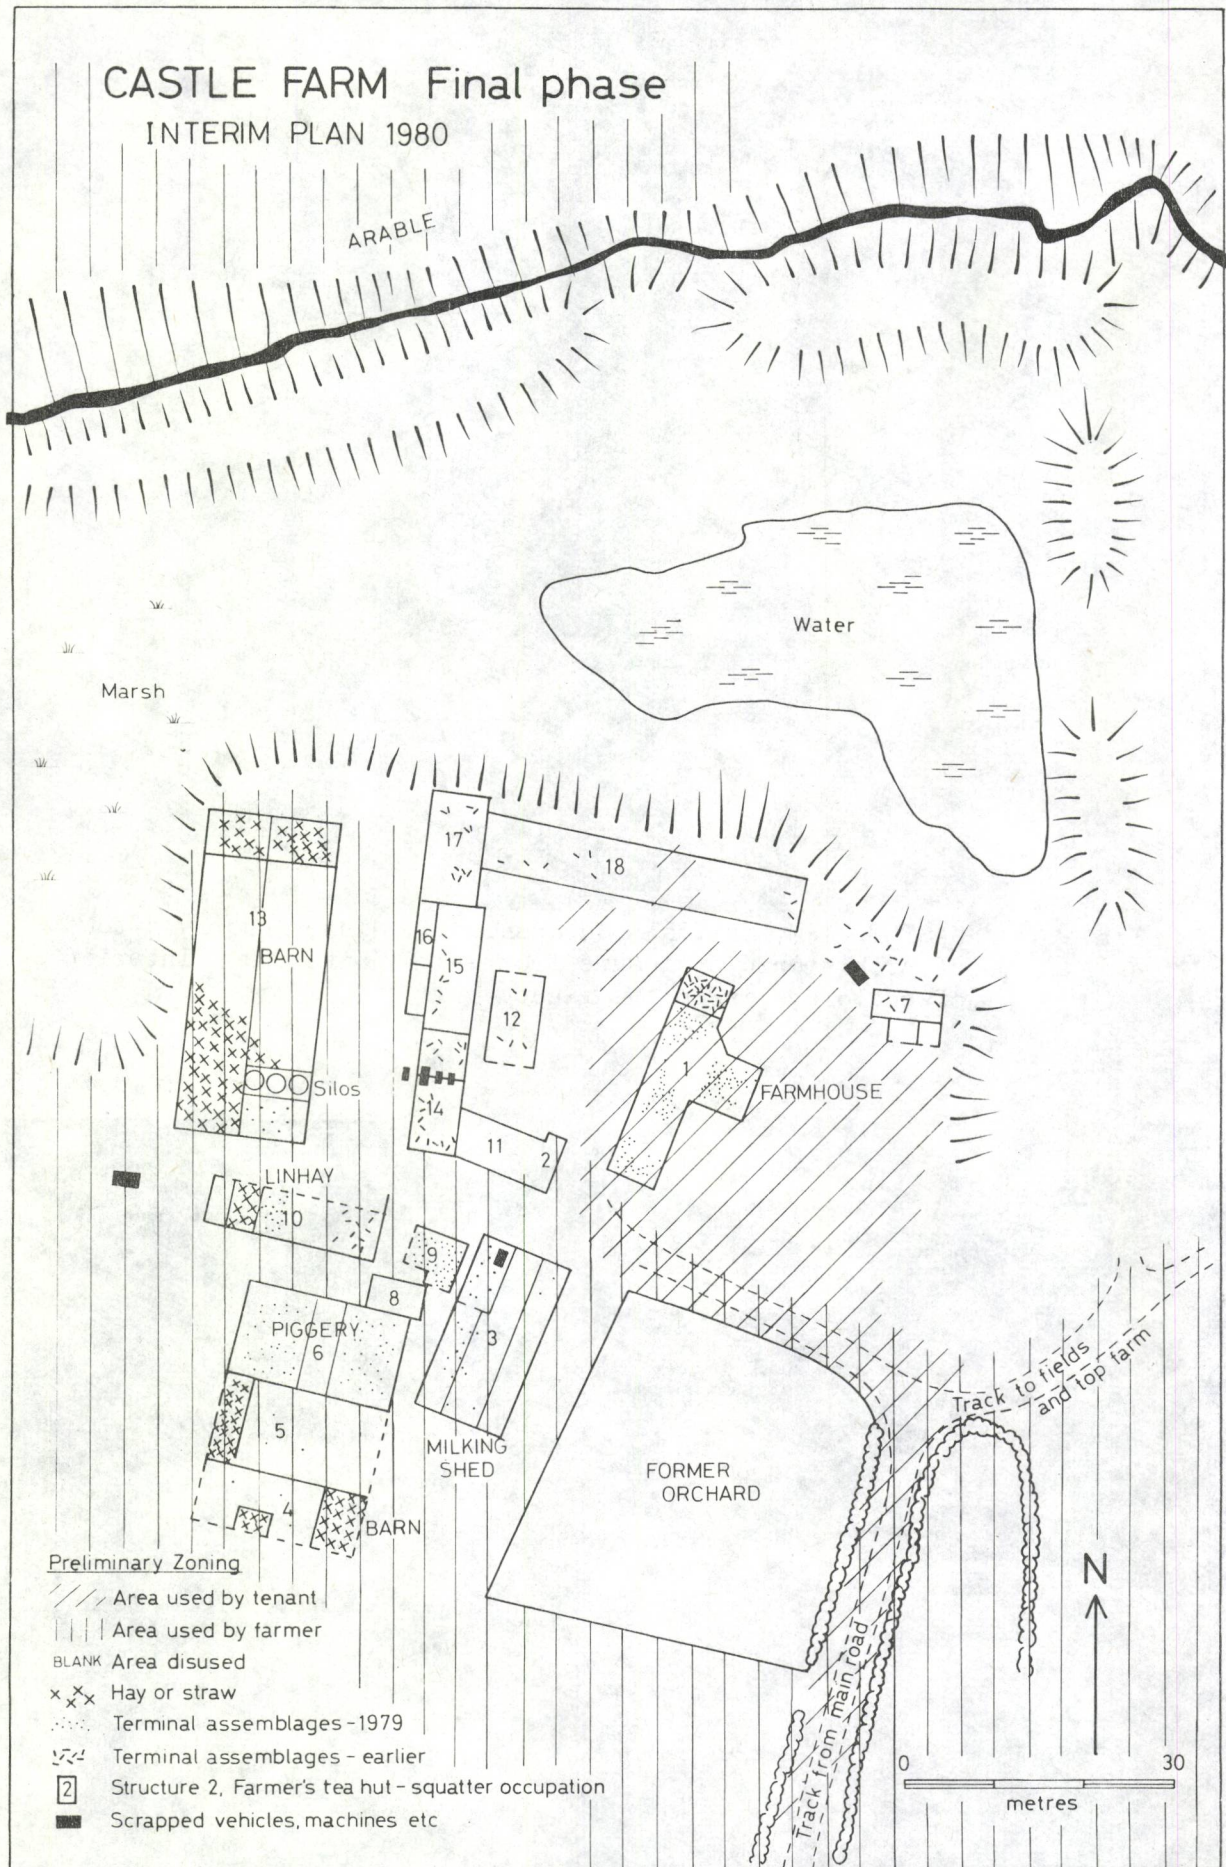 CASTLE FARM Final phase
INTERIM PLAN 1980
ARABLE
Water
Marsh
17
18
13
BARN
16
15
12
7
1
FARMHOUSE
Silos
14
11
2
LINHAY
10
9
8
PIGGERY
6
3
5
MILKING
SHED
4
BARN
FORMER
ORCHARD
Track to fields
and top farm
Track from main road
N
0 30
metres
Preliminary Zoning
Area used by tenant
Area used by farmer
BLANK Area disused
Hay or straw
Terminal assemblages - 1979
Terminal assemblages - earlier
2 Structure 2, Farmer's tea hut - squatter occupation
Scrapped vehicles, machines etc